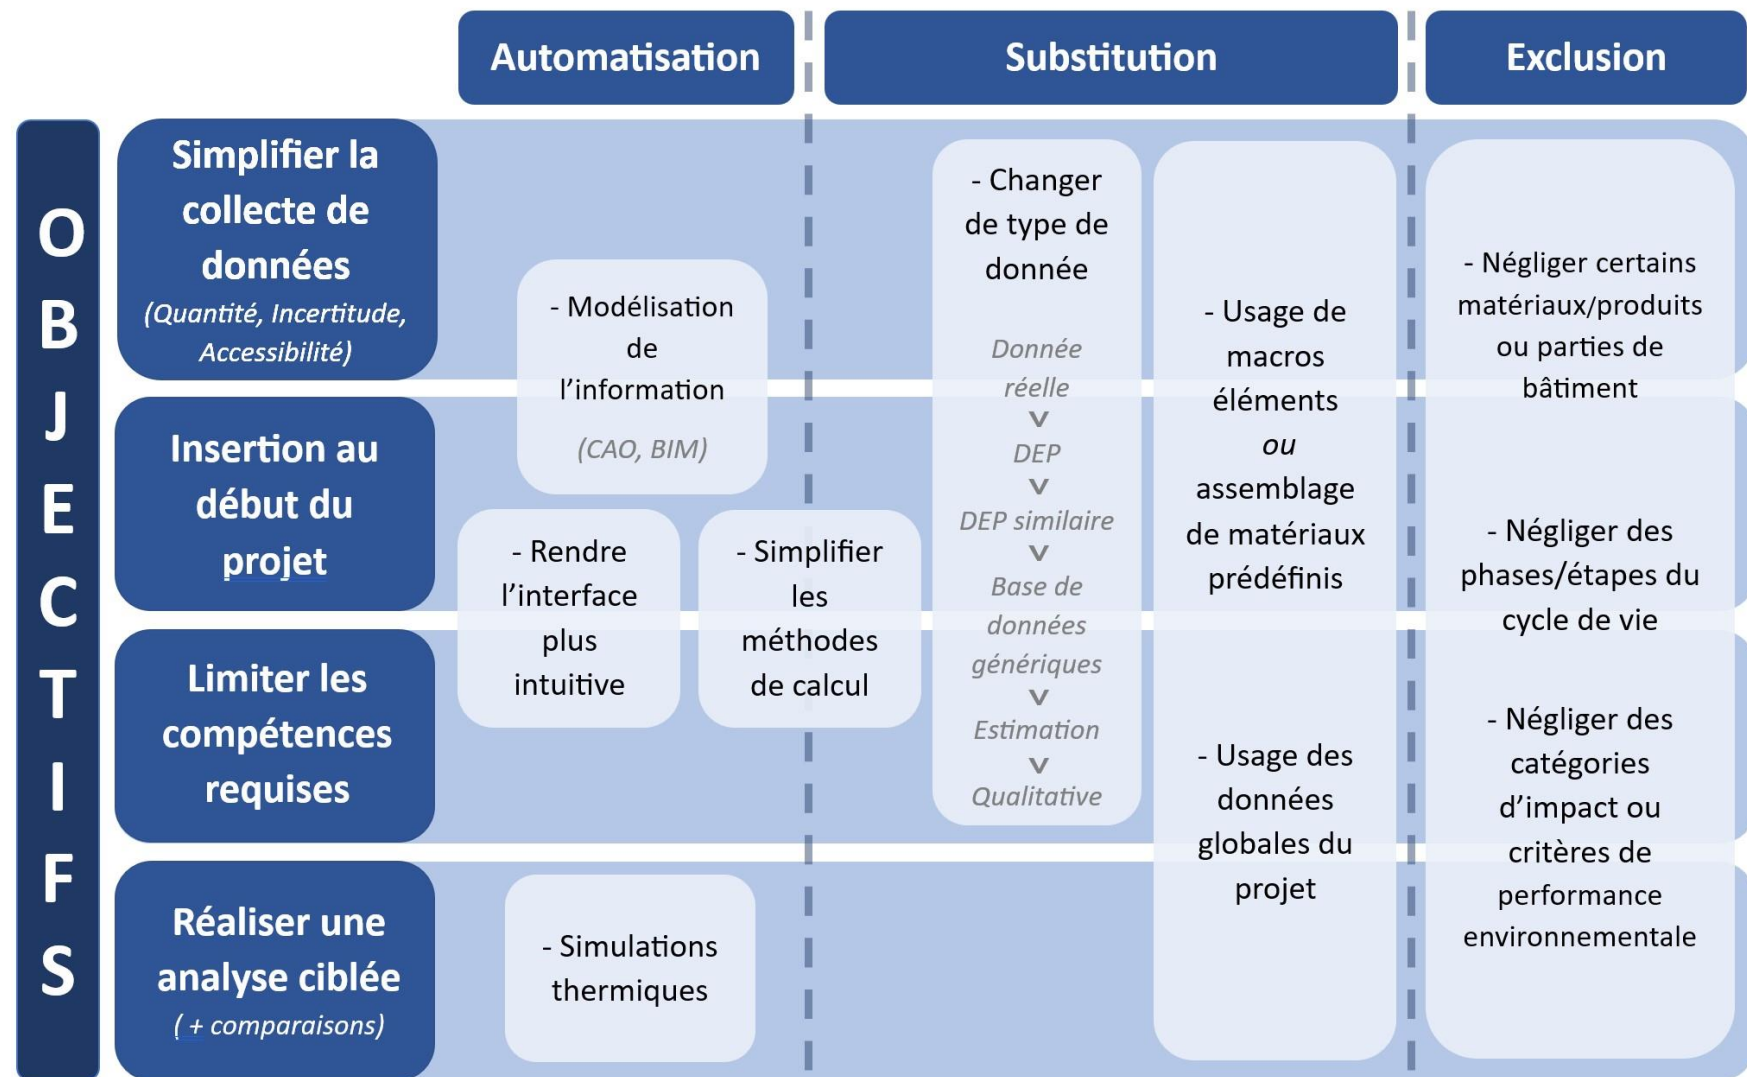 Automatisation
Substitution
Exclusion
OBJECTIFS
Simplifier la
collecte de
données
(Quantité, Incertitude,
Accessibilité)
Insertion au
début du
projet
Limiter les
compétences
requises
Réaliser une
analyse ciblée
( + comparaisons)
- Modélisation
de
l’information
(CAO, BIM)
- Rendre
l’interface
plus
intuitive
- Simplifier
les
méthodes
de calcul
- Simulations
thermiques
- Changer
de type de
donnée
Donnée
réelle
>
DEP
>
DEP similaire
>
Base de
données
génériques
>
Estimation
>
Qualitative
- Usage de
macros
éléments
ou
assemblage
de matériaux
prédéfinis
- Usage des
données
globales du
projet
- Négliger certains
matériaux/produits
ou parties de
bâtiment
- Négliger des
phases/étapes du
cycle de vie
- Négliger des
catégories
d’impact ou
critères de
performance
environnementale